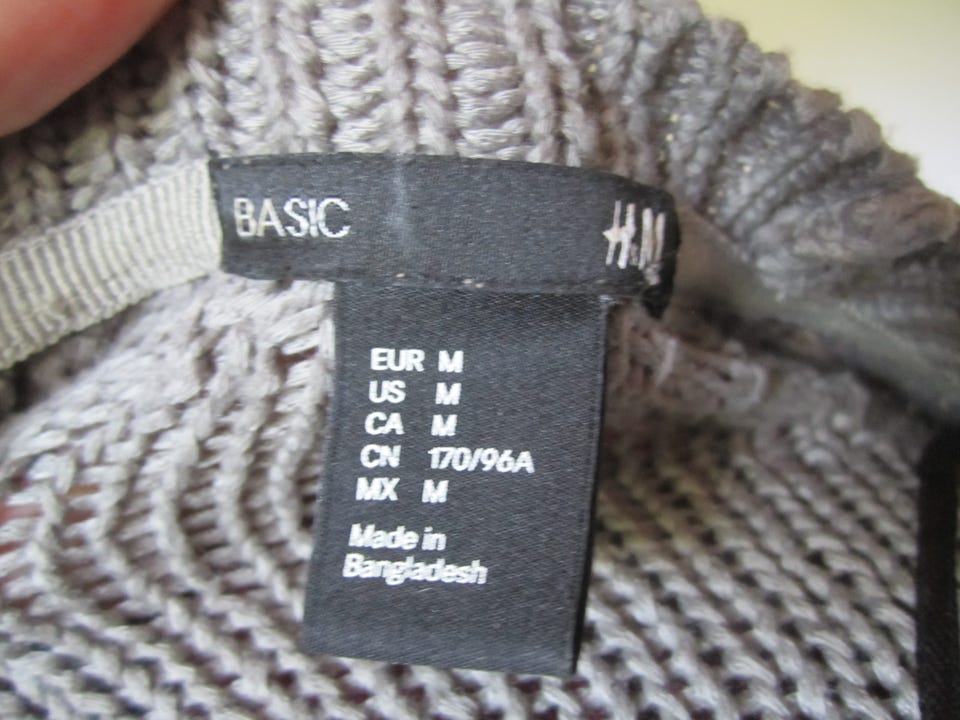 BASIC H&M
EUR M
US M
CA M
CN 170/96A
MX M
Made in
Bangladesh